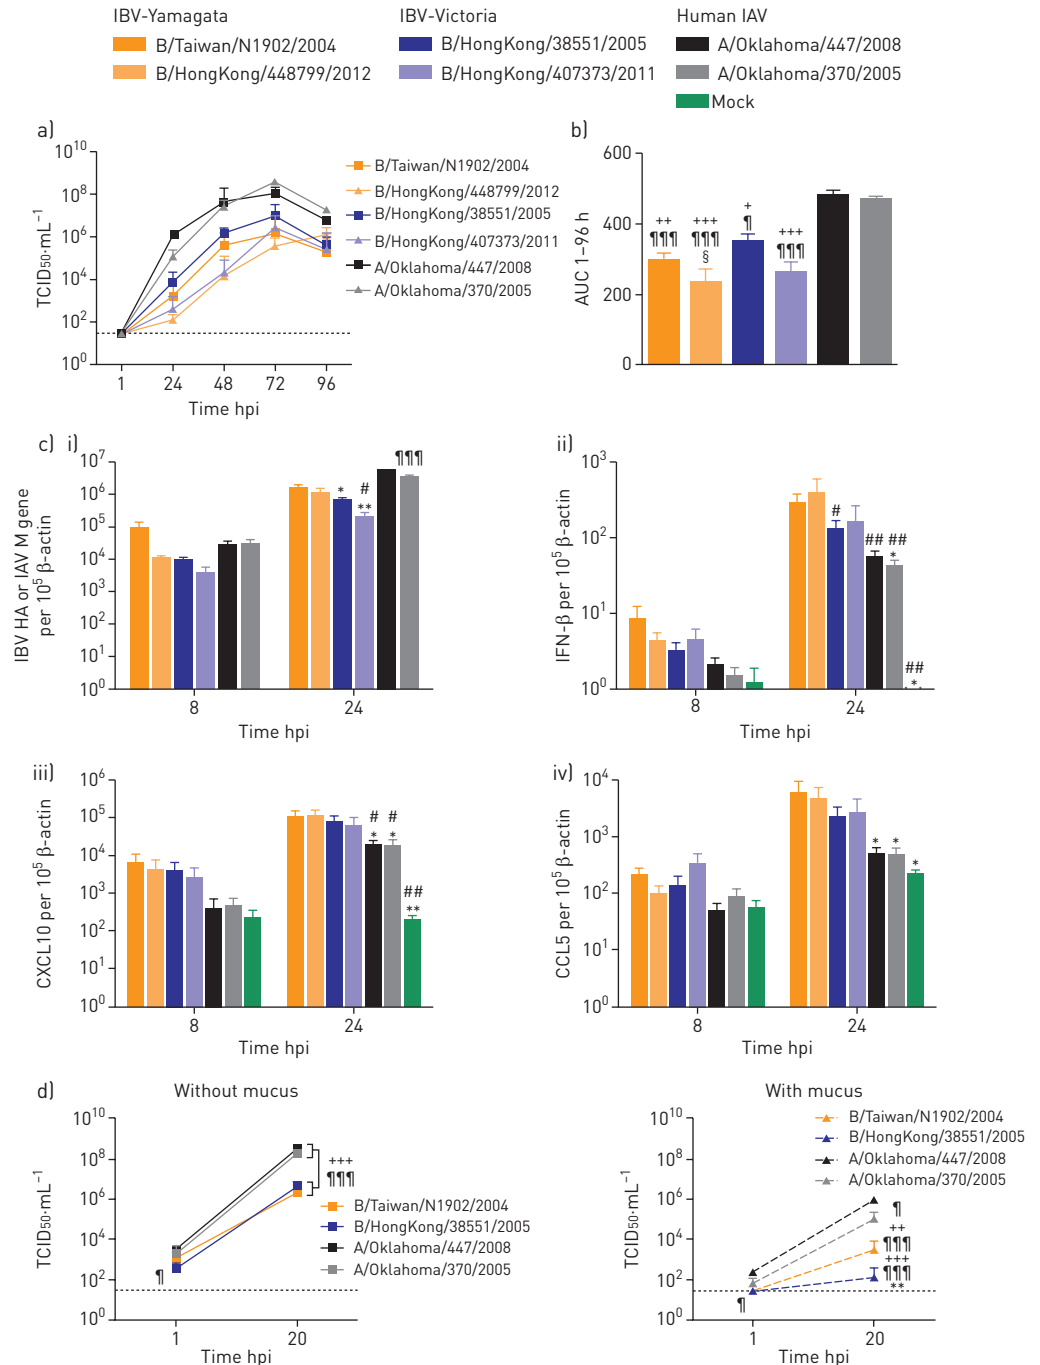 IBV-Yamagata
B/Taiwan/N1902/2004
B/HongKong/448799/2012
IBV-Victoria
B/HongKong/38551/2005
B/HongKong/407373/2011
Human IAV
A/Oklahoma/447/2008
A/Oklahoma/370/2005
Mock
a)
TCID50·mL−1
10^10
10^8
10^6
10^4
10^2
10^0
1 24 48 72 96
Time hpi
B/Taiwan/N1902/2004
B/HongKong/448799/2012
B/HongKong/38551/2005
B/HongKong/407373/2011
A/Oklahoma/447/2008
A/Oklahoma/370/2005
b)
AUC 1–96 h
600
400
200
0
++ +++ + +++
¶¶¶ ¶¶¶ ¶ ¶¶¶
§
c) i)
IBV HA or IAV M gene
per 10^5 β-actin
10^7
10^6
10^5
10^4
10^3
10^2
10^1
10^0
* # ¶¶¶
**
8 24
Time hpi
ii)
IFN-β per 10^5 β-actin
10^3
10^2
10^1
10^0
# ## ##
*
##
*
8 24
Time hpi
iii)
CXCL10 per 10^5 β-actin
10^6
10^5
10^4
10^3
10^2
10^1
10^0
# #
* *
##
**
8 24
Time hpi
iv)
CCL5 per 10^5 β-actin
10^4
10^3
10^2
10^1
10^0
* * *
8 24
Time hpi
d)
Without mucus
TCID50·mL−1
10^10
10^8
10^6
10^4
10^2
10^0
+++
¶¶¶
¶
B/Taiwan/N1902/2004
B/HongKong/38551/2005
A/Oklahoma/447/2008
A/Oklahoma/370/2005
1 20
Time hpi
With mucus
TCID50·mL−1
10^10
10^8
10^6
10^4
10^2
10^0
B/Taiwan/N1902/2004
B/HongKong/38551/2005
A/Oklahoma/447/2008
A/Oklahoma/370/2005
¶
++
¶¶¶
+++
¶¶¶
**
¶
1 20
Time hpi